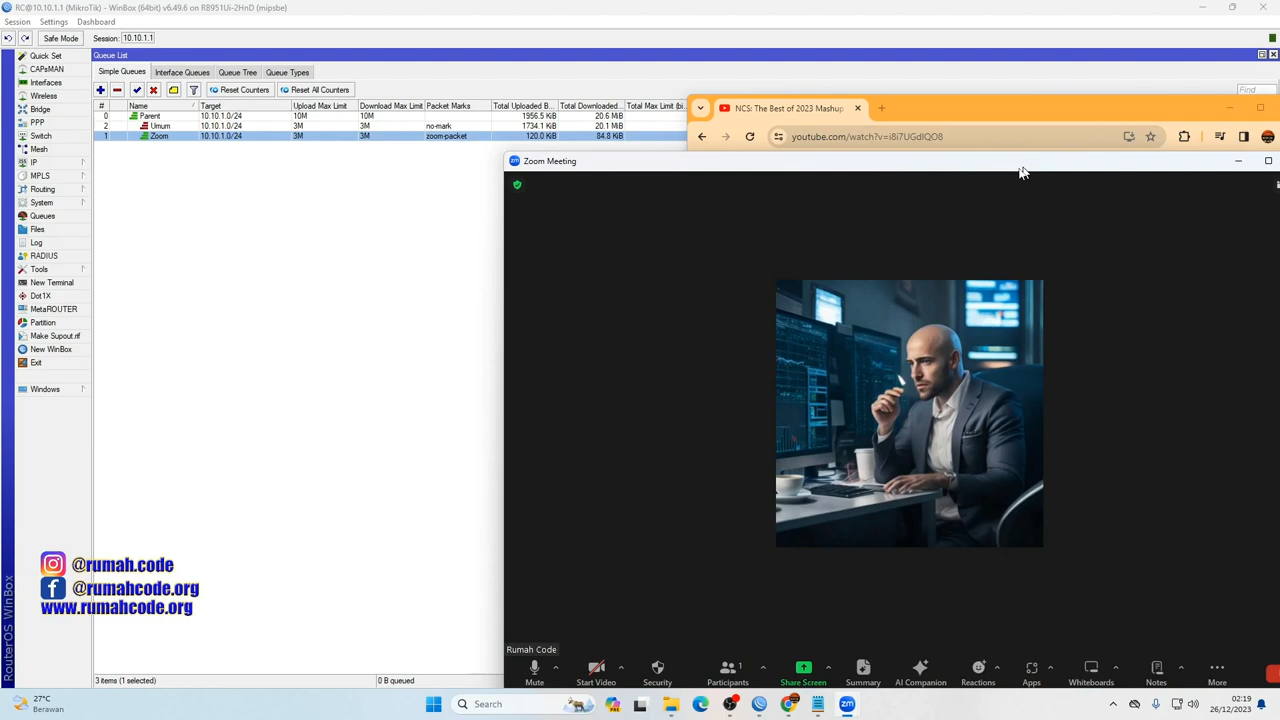 RC@10.10.1.1 (MikroTik) - WinBox (64bit) v6.49.6 on RB951Ui-2HnD (mipsbe)
Session Settings Dashboard
Safe Mode Session: 10.10.1.1
Quick Set
CAPsMAN
Interfaces
Wireless
Bridge
PPP
Switch
Mesh
IP
MPLS
Routing
System
Queues
Files
Log
RADIUS
Tools
New Terminal
Dot1X
MetaROUTER
Partition
Make Supout.rif
New WinBox
Exit
Windows
RouterOS WinBox
Queue List
Simple Queues Interface Queues Queue Tree Queue Types
Reset Counters Reset All Counters Find
# Name Target Upload Max Limit Download Max Limit Packet Marks Total Uploaded B... Total Downloaded... Total Max Limit (bi...
0 Parent 10.10.1.0/24 10M 10M 1956.5 KiB 20.6 MiB
2 Umum 10.10.1.0/24 3M 3M no-mark 1734.1 KiB 20.1 MiB
1 Zoom 10.10.1.0/24 3M 3M zoom-packet 120.0 KiB 84.8 KiB
3 items (1 selected) 0 B queued
NCS: The Best of 2023 Mashup
youtube.com/watch?v=i8i7UGdIQO8
zm Zoom Meeting
Rumah Code
Mute Start Video Security Participants 1 Share Screen Summary AI Companion Reactions Apps Whiteboards Notes More
@rumah.code
@rumahcode.org
www.rumahcode.org
27°C
Berawan
Search
zm
02:19
26/12/2023